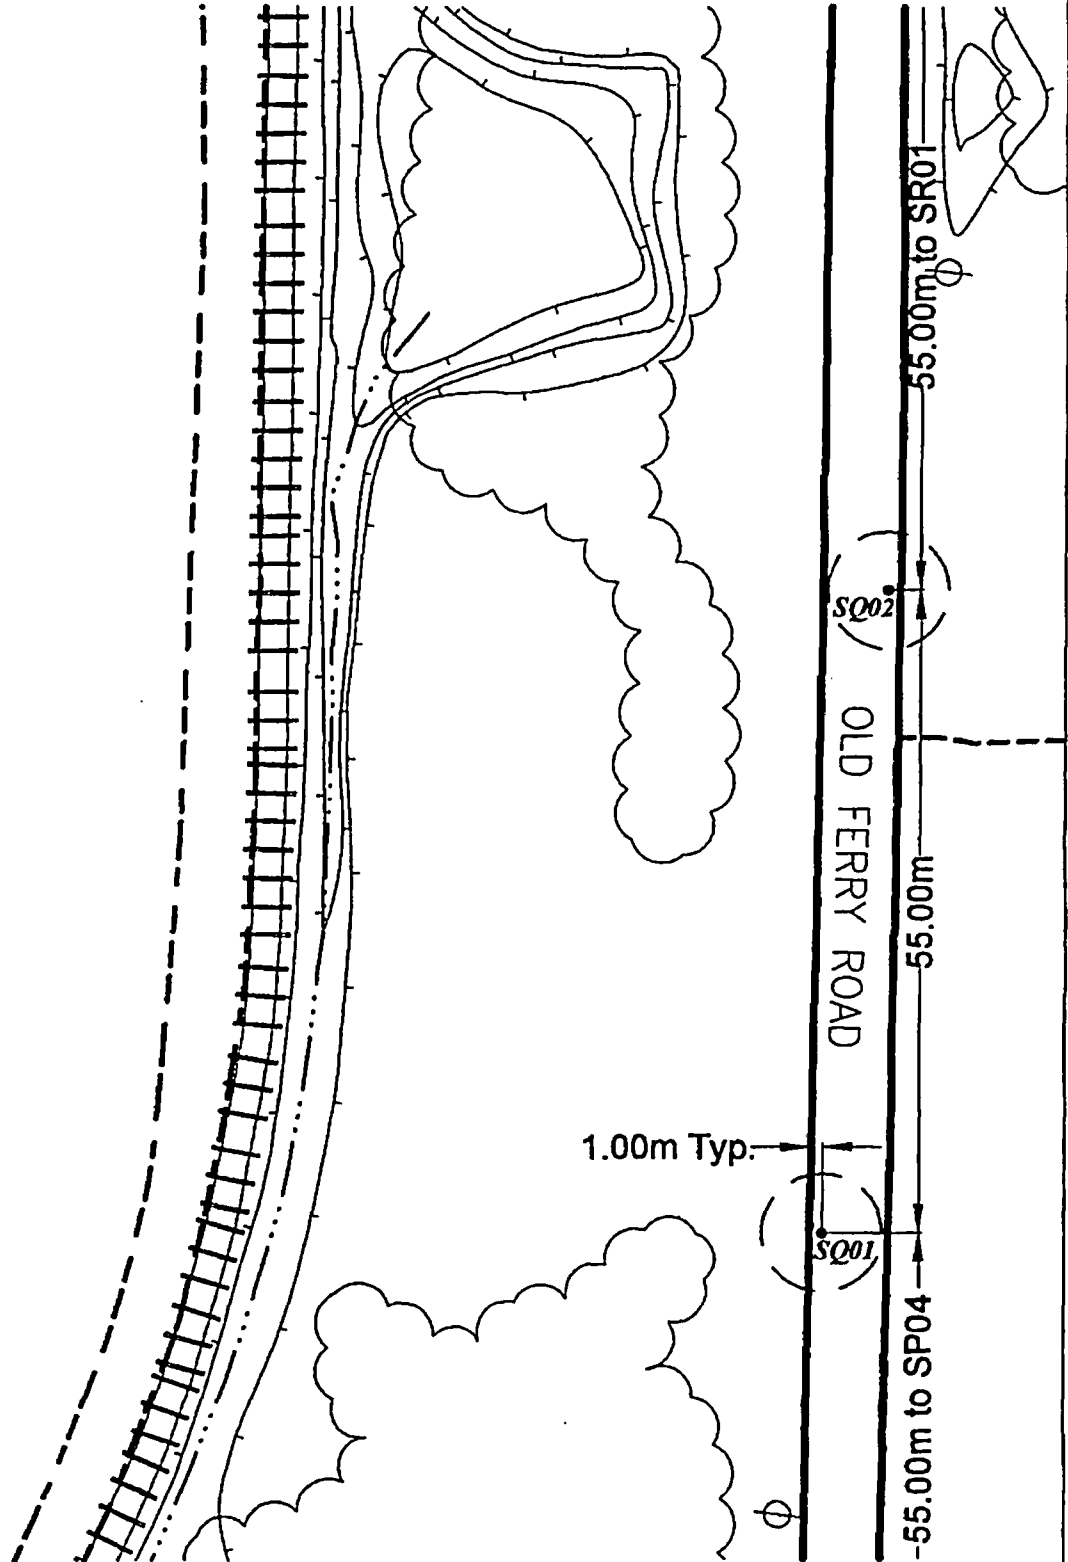 55.00m to SR01
SQ02
OLD FERRY ROAD
55.00m
1.00m Typ.
SQ01
55.00m to SP04